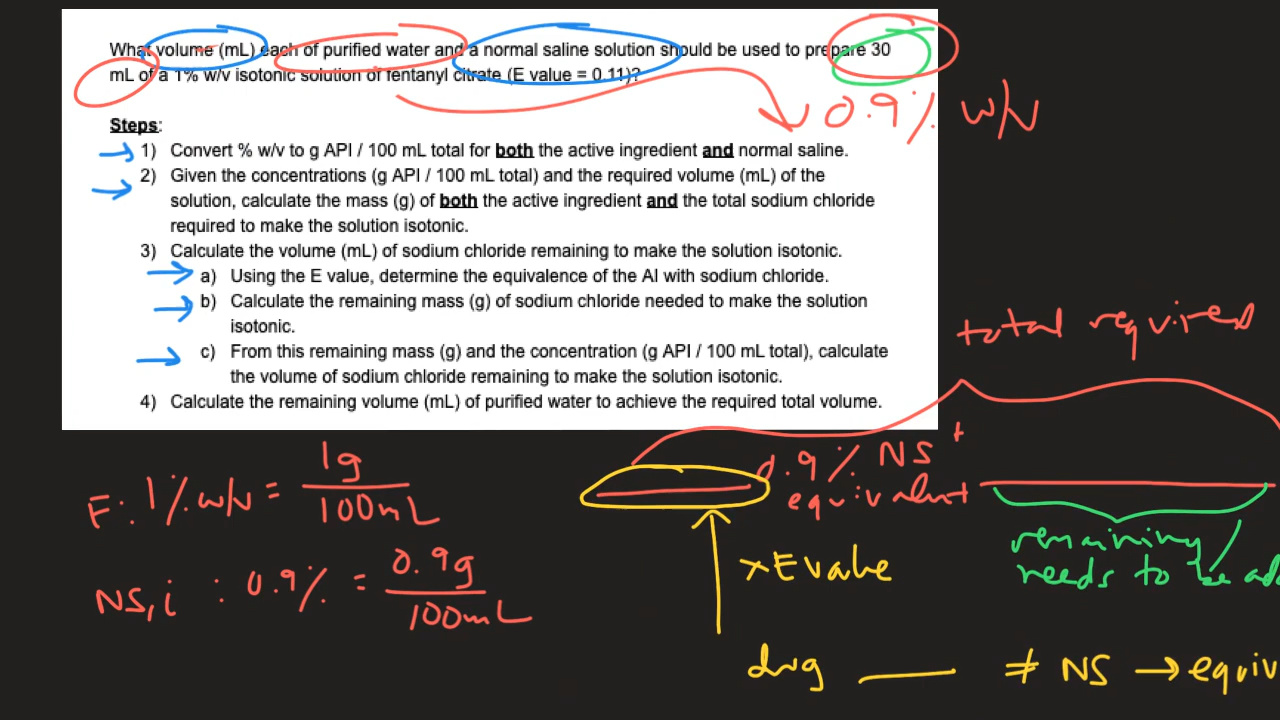 What volume (mL) each of purified water and a normal saline solution should be used to prepare 30
mL of a 1% w/v isotonic solution of fentanyl citrate (E value = 0.11)?
0.9% w/v
Steps:
1) Convert % w/v to g API / 100 mL total for both the active ingredient and normal saline.
2) Given the concentrations (g API / 100 mL total) and the required volume (mL) of the
solution, calculate the mass (g) of both the active ingredient and the total sodium chloride
required to make the solution isotonic.
3) Calculate the volume (mL) of sodium chloride remaining to make the solution isotonic.
a) Using the E value, determine the equivalence of the AI with sodium chloride.
b) Calculate the remaining mass (g) of sodium chloride needed to make the solution
isotonic.
c) From this remaining mass (g) and the concentration (g API / 100 mL total), calculate
the volume of sodium chloride remaining to make the solution isotonic.
4) Calculate the remaining volume (mL) of purified water to achieve the required total volume.
total required
F: 1% w/v = 1g / 100mL
NS, i : 0.9% = 0.9g / 100mL
0.9% NS +
equivalent
remaining /
needs to be ad
x E value
drug ≠ NS → equiv